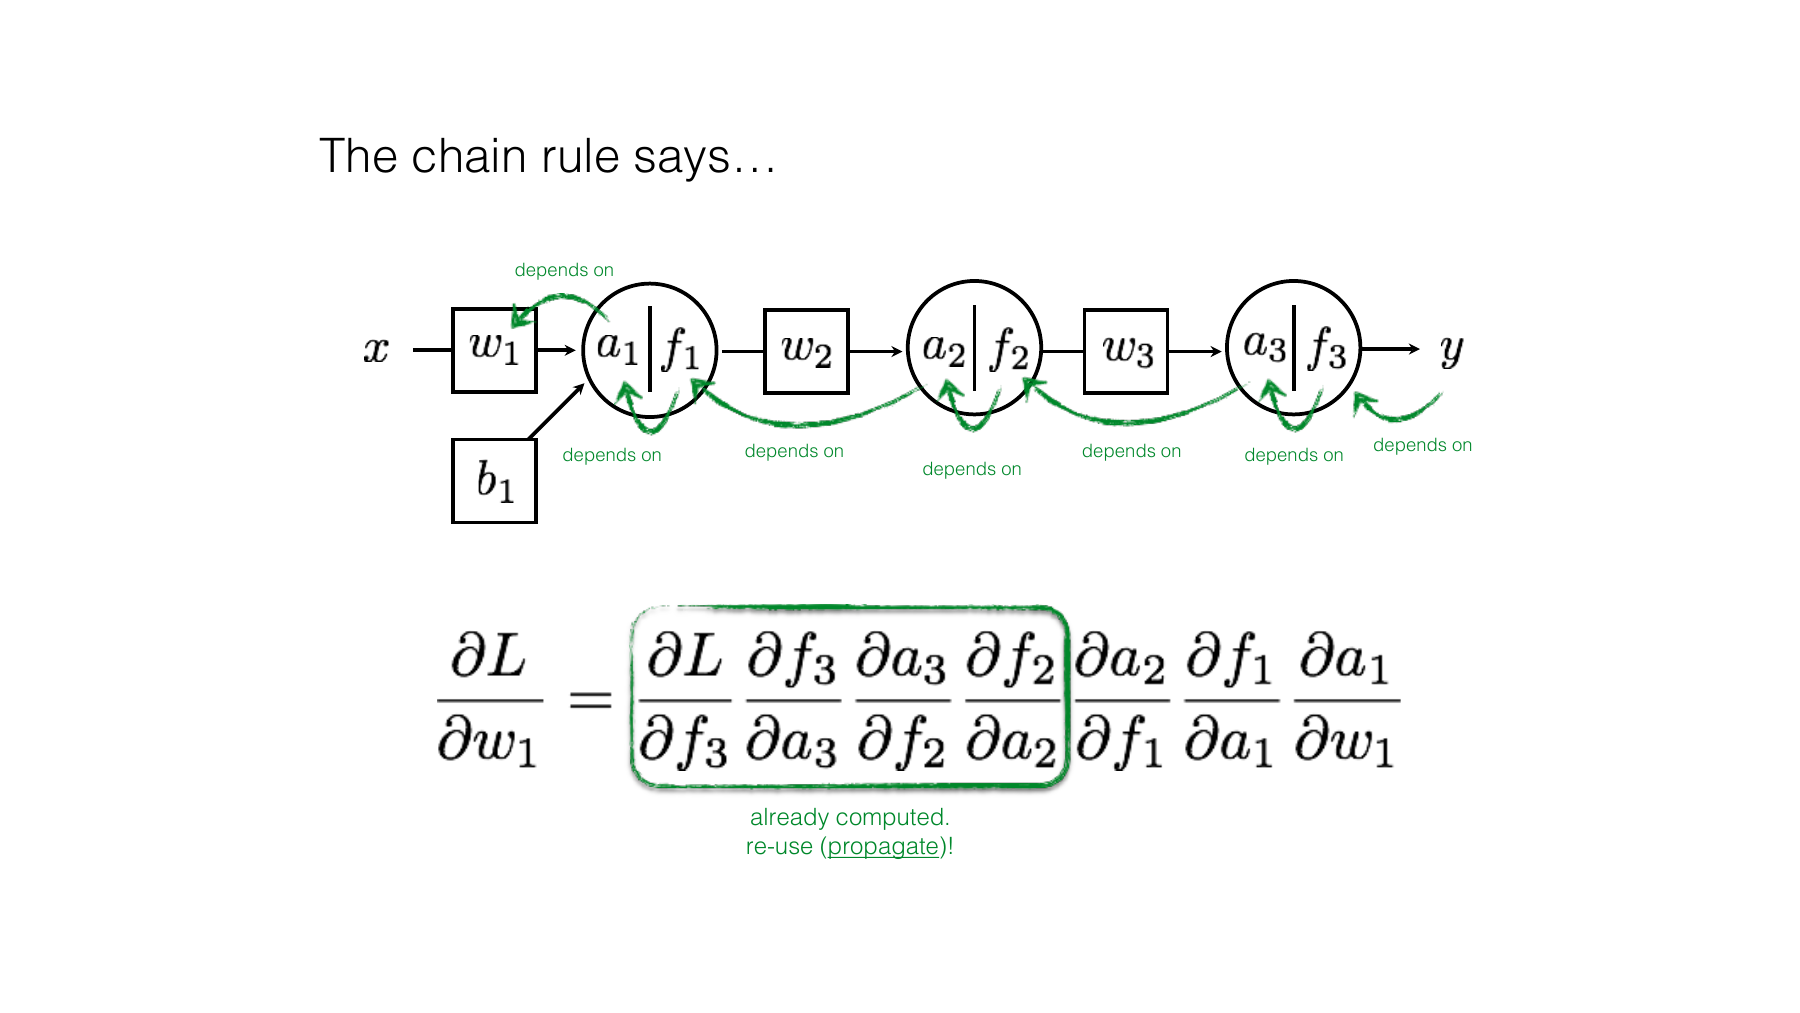 The chain rule says...
depends on
x w₁ a₁ | f₁ w₂ a₂ | f₂ w₃ a₃ | f₃ y
depends on depends on depends on depends on depends on depends on
b₁
∂L/∂w₁ = ∂L/∂f₃ ∂f₃/∂a₃ ∂a₃/∂f₂ ∂f₂/∂a₂ ∂a₂/∂f₁ ∂f₁/∂a₁ ∂a₁/∂w₁
already computed.
re-use (propagate)!